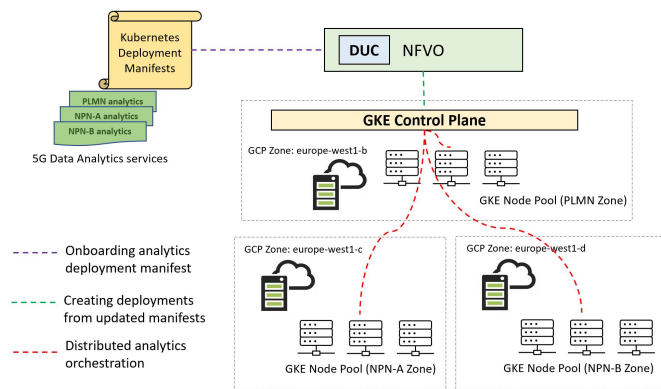 Kubernetes
Deployment
Manifests
PLMN analytics
NPN-A analytics
NPN-B analytics
5G Data Analytics services
DUC
NFVO
GKE Control Plane
GCP Zone: europe-west1-b
GKE Node Pool (PLMN Zone)
GCP Zone: europe-west1-c
GKE Node Pool (NPN-A Zone)
GCP Zone: europe-west1-d
GKE Node Pool (NPN-B Zone)
Onboarding analytics
deployment manifest
Creating deployments
from updated manifests
Distributed analytics
orchestration